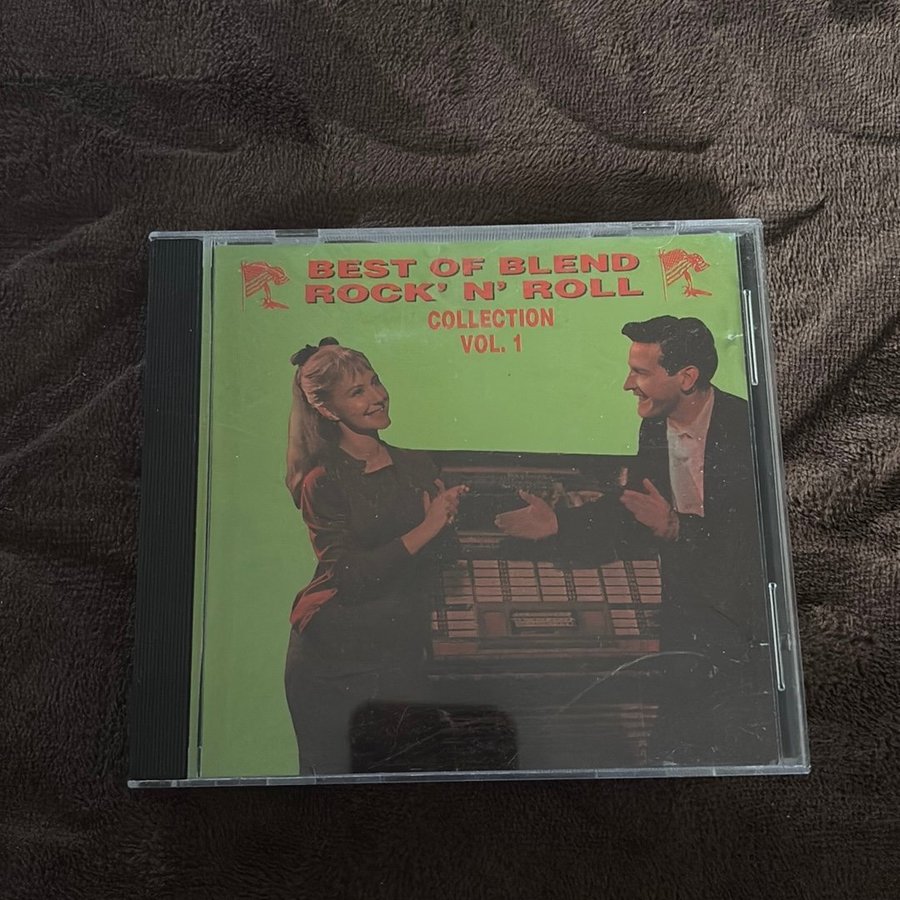 BEST OF BLEND
ROCK' N' ROLL
COLLECTION
VOL. 1